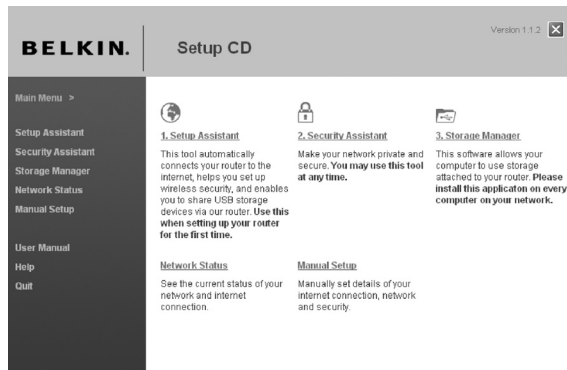 Version 1.1.2
BELKIN.
Setup CD
Main Menu >
Setup Assistant
Security Assistant
Storage Manager
Network Status
Manual Setup
User Manual
Help
Quit
1. Setup Assistant
This tool automatically
connects your router to the
internet, helps you set up
wireless security, and enables
you to share USB storage
devices via our router. Use this
when setting up your router
for the first time.
2. Security Assistant
Make your network private and
secure. You may use this tool
at any time.
3. Storage Manager
This software allows your
computer to use storage
attached to your router. Please
install this applicaton on every
computer on your network.
Network Status
See the current status of your
network and internet
connection.
Manual Setup
Manually set details of your
internet connection, network
and security.